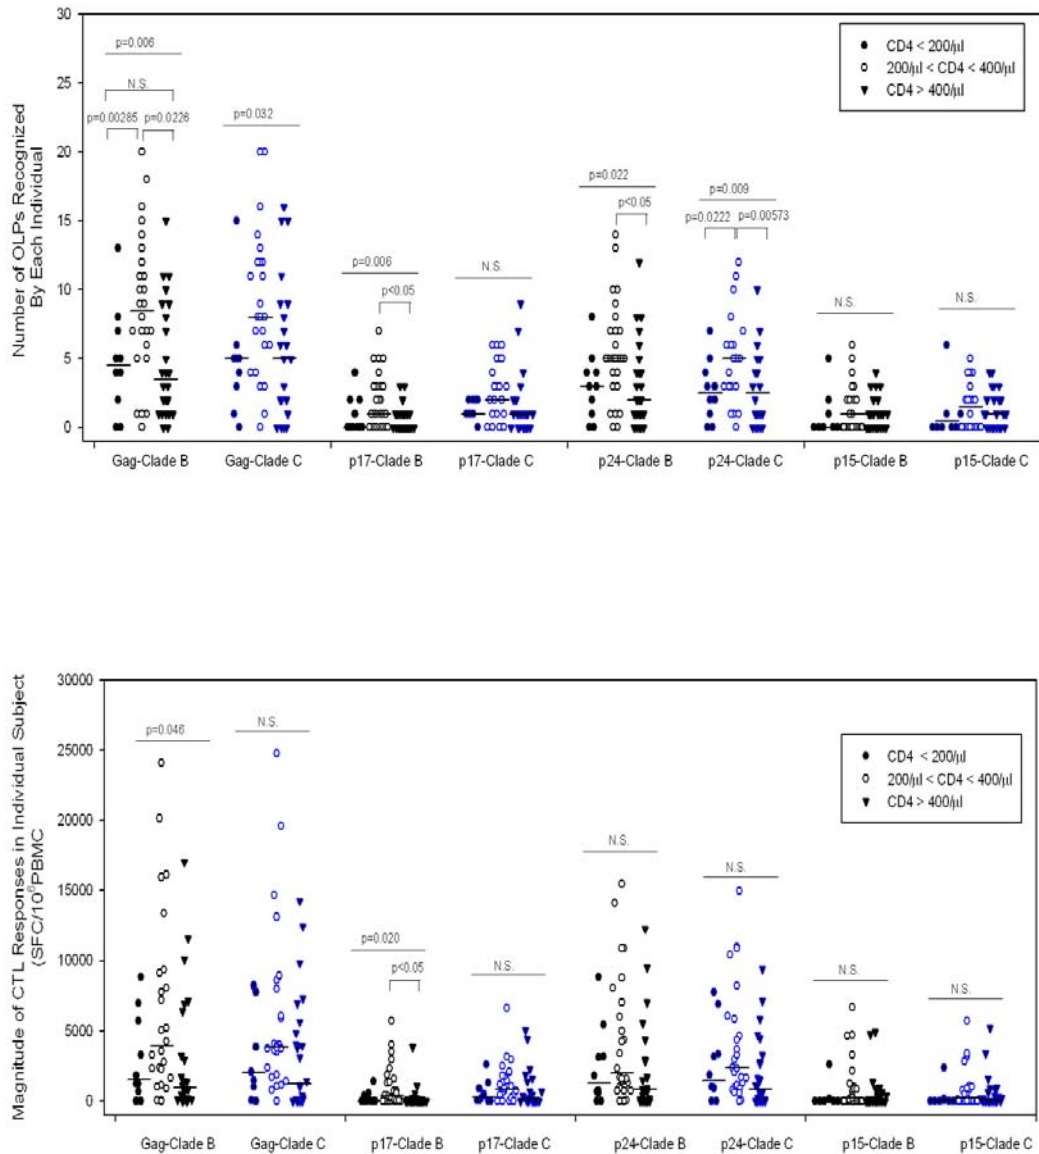 30
25
20
15
10
5
0
Number of OLPs Recognized
By Each Individual
p=0.006
N.S.
p=0.00285
p=0.0226
p=0.032
p=0.006
p<0.05
N.S.
p=0.022
p<0.05
p=0.009
p=0.0222
p=0.00573
N.S.
N.S.
CD4 < 200/µl
200/µl < CD4 < 400/µl
CD4 > 400/µl
Gag-Clade B
Gag-Clade C
p17-Clade B
p17-Clade C
p24-Clade B
p24-Clade C
p15-Clade B
p15-Clade C
30000
25000
20000
15000
10000
5000
0
Magnitude of CTL Responses in Individual Subject
(SFC/10⁶PBMC
p=0.046
N.S.
p=0.020
p<0.05
N.S.
N.S.
N.S.
N.S.
N.S.
CD4 < 200/µl
200/µl < CD4 < 400/µl
CD4 > 400/µl
Gag-Clade B
Gag-Clade C
p17-Clade B
p17-Clade C
p24-Clade B
p24-Clade C
p15-Clade B
p15-Clade C